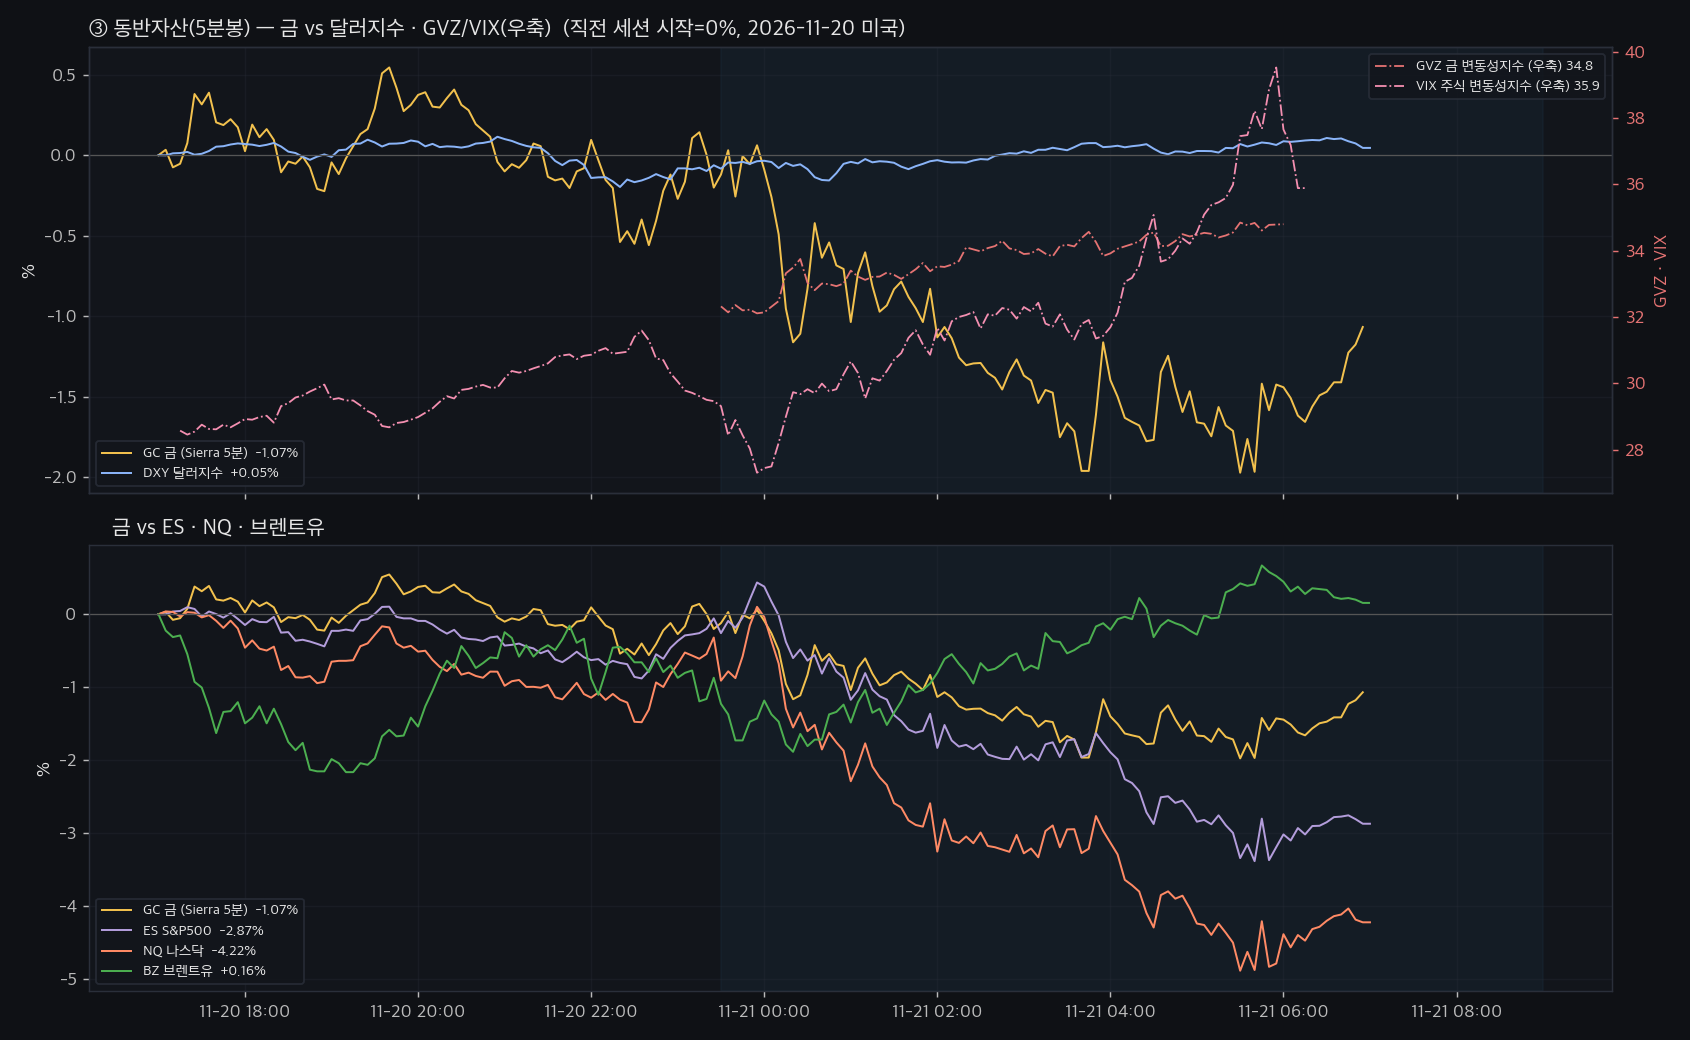 ③ 동반자산(5분봉) — 금 vs 달러지수 · GVZ/VIX(우축)  (직전 세션 시작=0%, 2026-11-20 미국)
GVZ 금 변동성지수 (우축) 34.8
VIX 주식 변동성지수 (우축) 35.9
0.5
0.0
−0.5
−1.0
−1.5
−2.0
%
40
38
36
34
32
30
28
GVZ · VIX
GC 금 (Sierra 5분)  -1.07%
DXY 달러지수  +0.05%
금 vs ES · NQ · 브렌트유
0
−1
−2
−3
−4
−5
%
GC 금 (Sierra 5분)  -1.07%
ES S&P500  -2.87%
NQ 나스닥  -4.22%
BZ 브렌트유  +0.16%
11-20 18:00
11-20 20:00
11-20 22:00
11-21 00:00
11-21 02:00
11-21 04:00
11-21 06:00
11-21 08:00